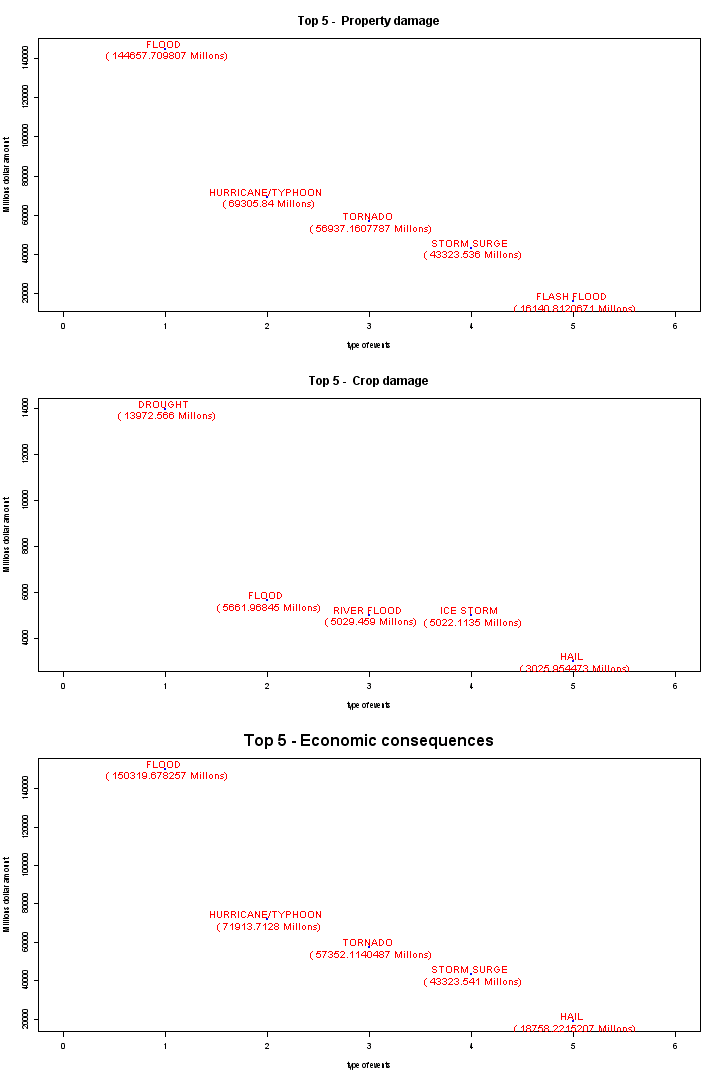 Top 5 - Property damage
Millons dollar amount
140000
120000
100000
80000
60000
40000
20000
FLOOD
( 144657.709807 Millons)
HURRICANE/TYPHOON
( 69305.84 Millons)
TORNADO
( 56937.1607787 Millons)
STORM SURGE
( 43323.536 Millons)
FLASH FLOOD
( 16140.8120671 Millons)
0 1 2 3 4 5 6
type of events
Top 5 - Crop damage
Millons dollar amount
14000
12000
10000
8000
6000
4000
DROUGHT
( 13972.566 Millons)
FLOOD
( 5661.96845 Millons)
RIVER FLOOD
( 5029.459 Millons)
ICE STORM
( 5022.1135 Millons)
HAIL
( 3025.954473 Millons)
0 1 2 3 4 5 6
type of events
Top 5 - Economic consequences
Millons dollar amount
140000
120000
100000
80000
60000
40000
20000
FLOOD
( 150319.678257 Millons)
HURRICANE/TYPHOON
( 71913.7128 Millons)
TORNADO
( 57352.1140487 Millons)
STORM SURGE
( 43323.541 Millons)
HAIL
( 18758.2215207 Millons)
0 1 2 3 4 5 6
type of events